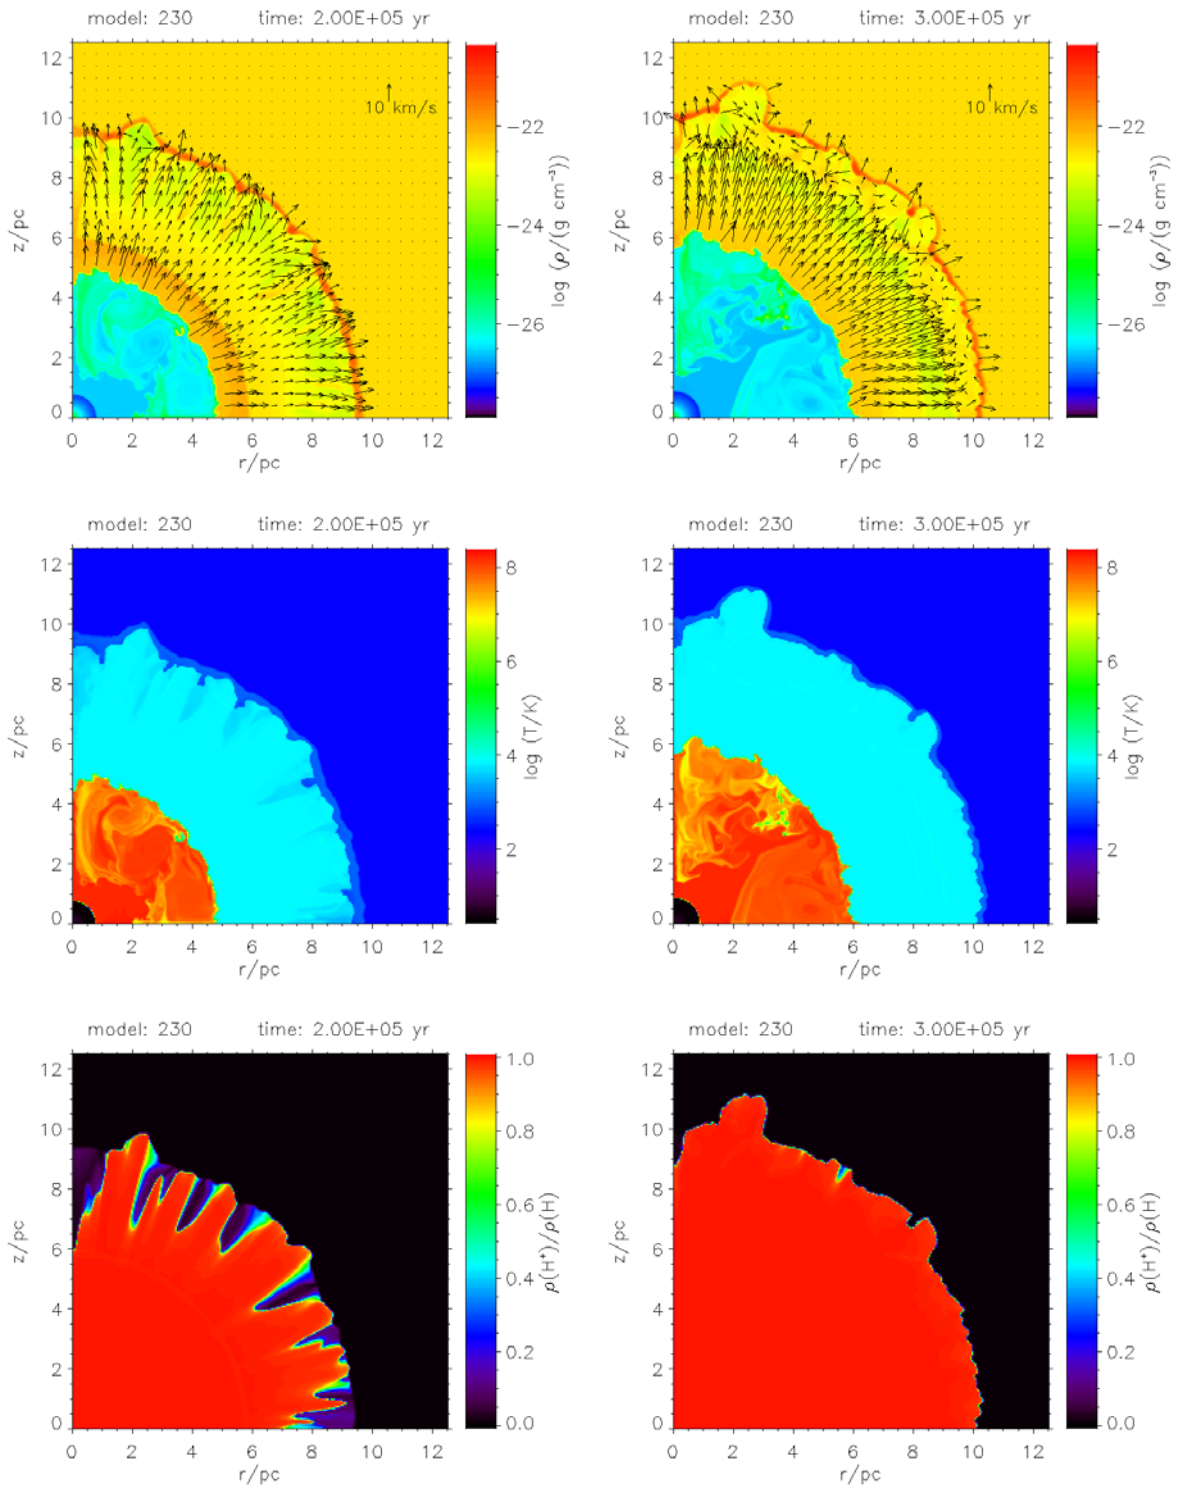 model: 230 time: 2.00E+05 yr
12
10
8
6
4
2
0
z/pc
0 2 4 6 8 10 12
r/pc
10 km/s
−22
−24
−26
log (ρ/(g cm⁻³))
model: 230 time: 3.00E+05 yr
12
10
8
6
4
2
0
z/pc
0 2 4 6 8 10 12
r/pc
10 km/s
−22
−24
−26
log (ρ/(g cm⁻³))
model: 230 time: 2.00E+05 yr
12
10
8
6
4
2
0
z/pc
0 2 4 6 8 10 12
r/pc
8
6
4
2
log (T/K)
model: 230 time: 3.00E+05 yr
12
10
8
6
4
2
0
z/pc
0 2 4 6 8 10 12
r/pc
8
6
4
2
log (T/K)
model: 230 time: 2.00E+05 yr
12
10
8
6
4
2
0
z/pc
0 2 4 6 8 10 12
r/pc
1.0
0.8
0.6
0.4
0.2
0.0
ρ(H⁺)/ρ(H)
model: 230 time: 3.00E+05 yr
12
10
8
6
4
2
0
z/pc
0 2 4 6 8 10 12
r/pc
1.0
0.8
0.6
0.4
0.2
0.0
ρ(H⁺)/ρ(H)